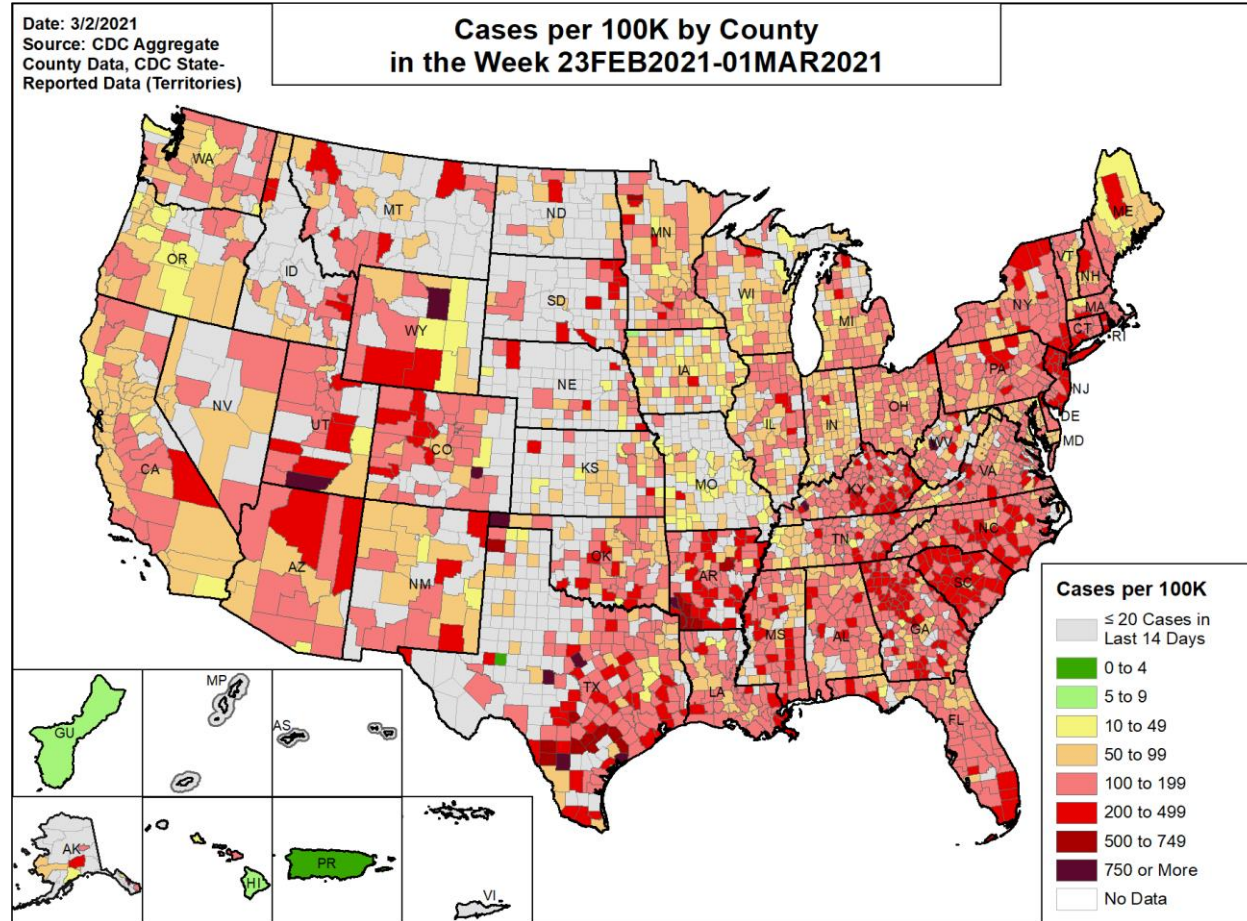 Date: 3/2/2021
Source: CDC Aggregate
County Data, CDC State-
Reported Data (Territories)
Cases per 100K by County
in the Week 23FEB2021-01MAR2021
WA
MT
ND
MN
ME
OR
ID
SD
WI
VT
NH
NY
MA
WY
MI
CT
RI
IA
PA
NE
NJ
NV
UT
OH
DE
IL
IN
MD
CO
WV
CA
KS
MO
VA
KY
NC
TN
OK
AZ
NM
AR
SC
MS
AL
GA
TX
LA
FL
MP
GU
AS
AK
HI
PR
VI
Cases per 100K
≤ 20 Cases in
Last 14 Days
0 to 4
5 to 9
10 to 49
50 to 99
100 to 199
200 to 499
500 to 749
750 or More
No Data